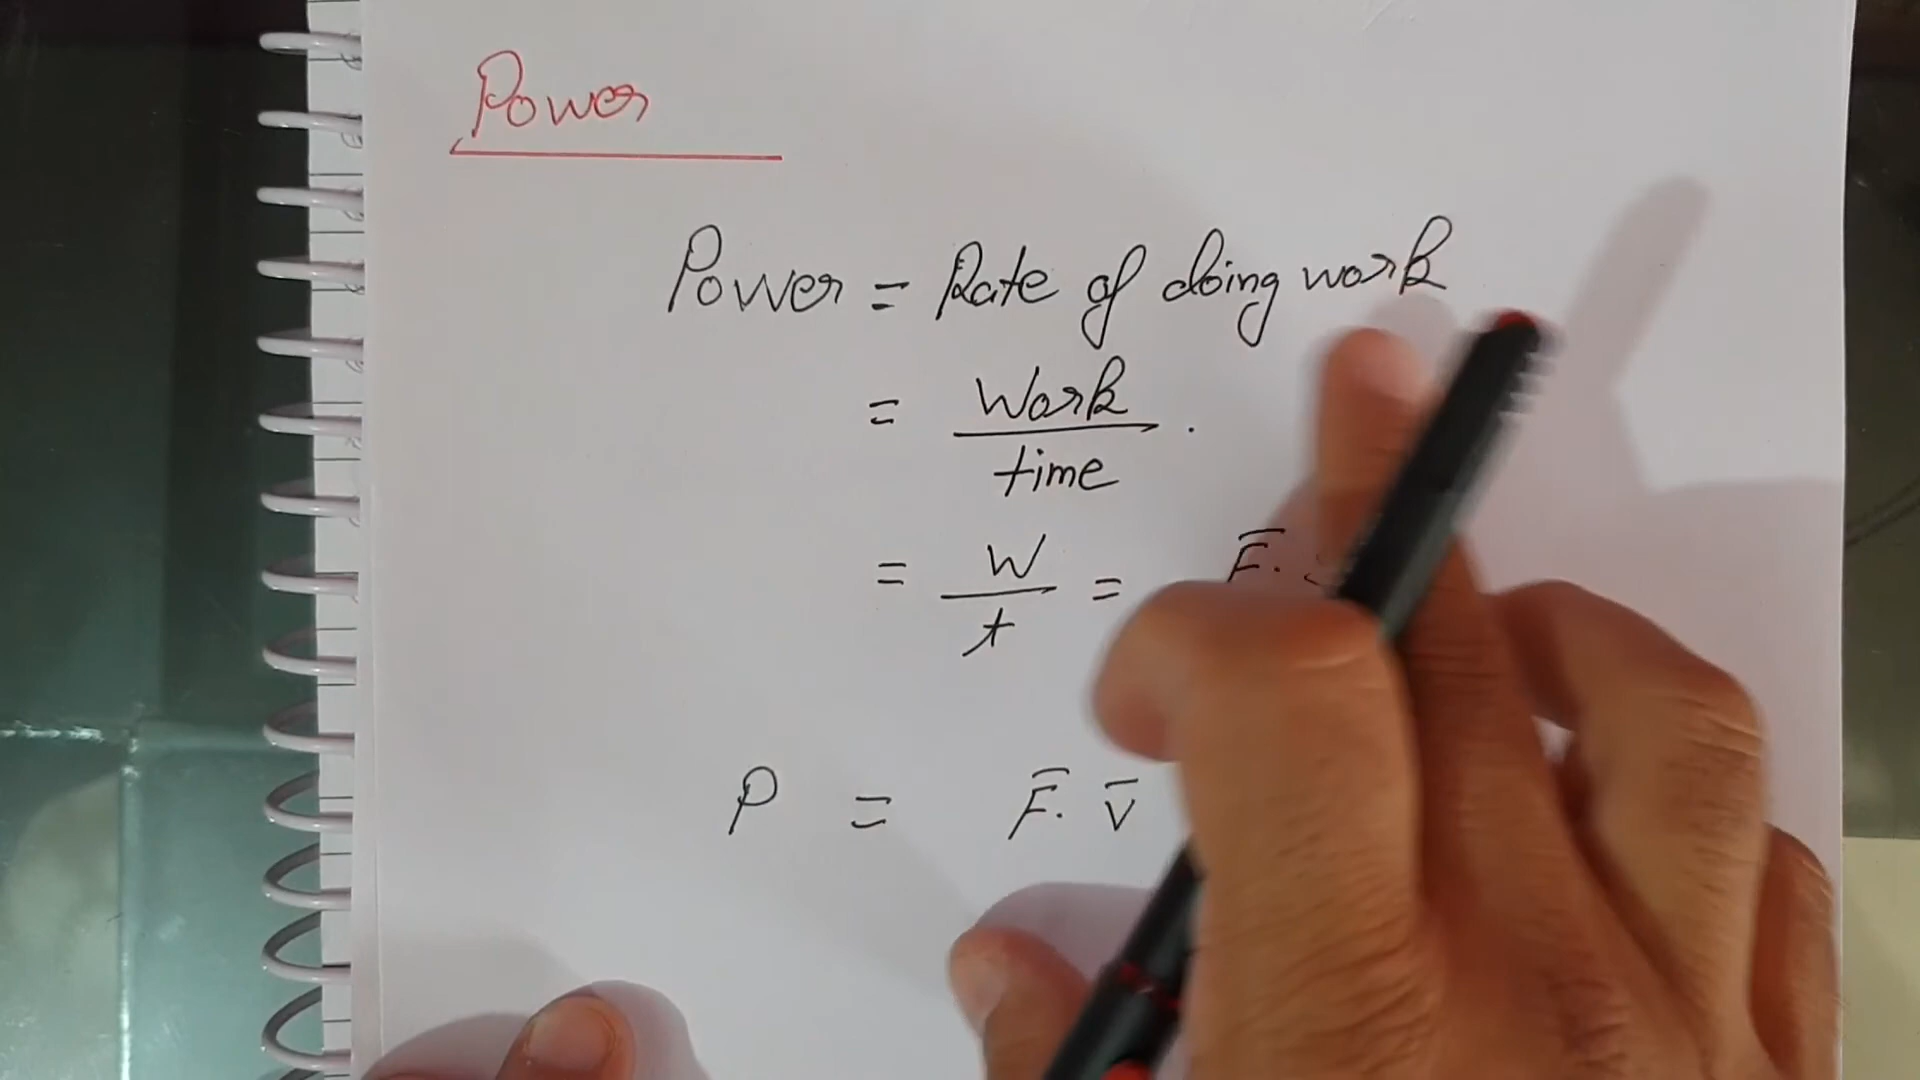 Power
Power = Rate of doing work
= Work / time .
= W / t = F̅ .
P = F̅ . v̅